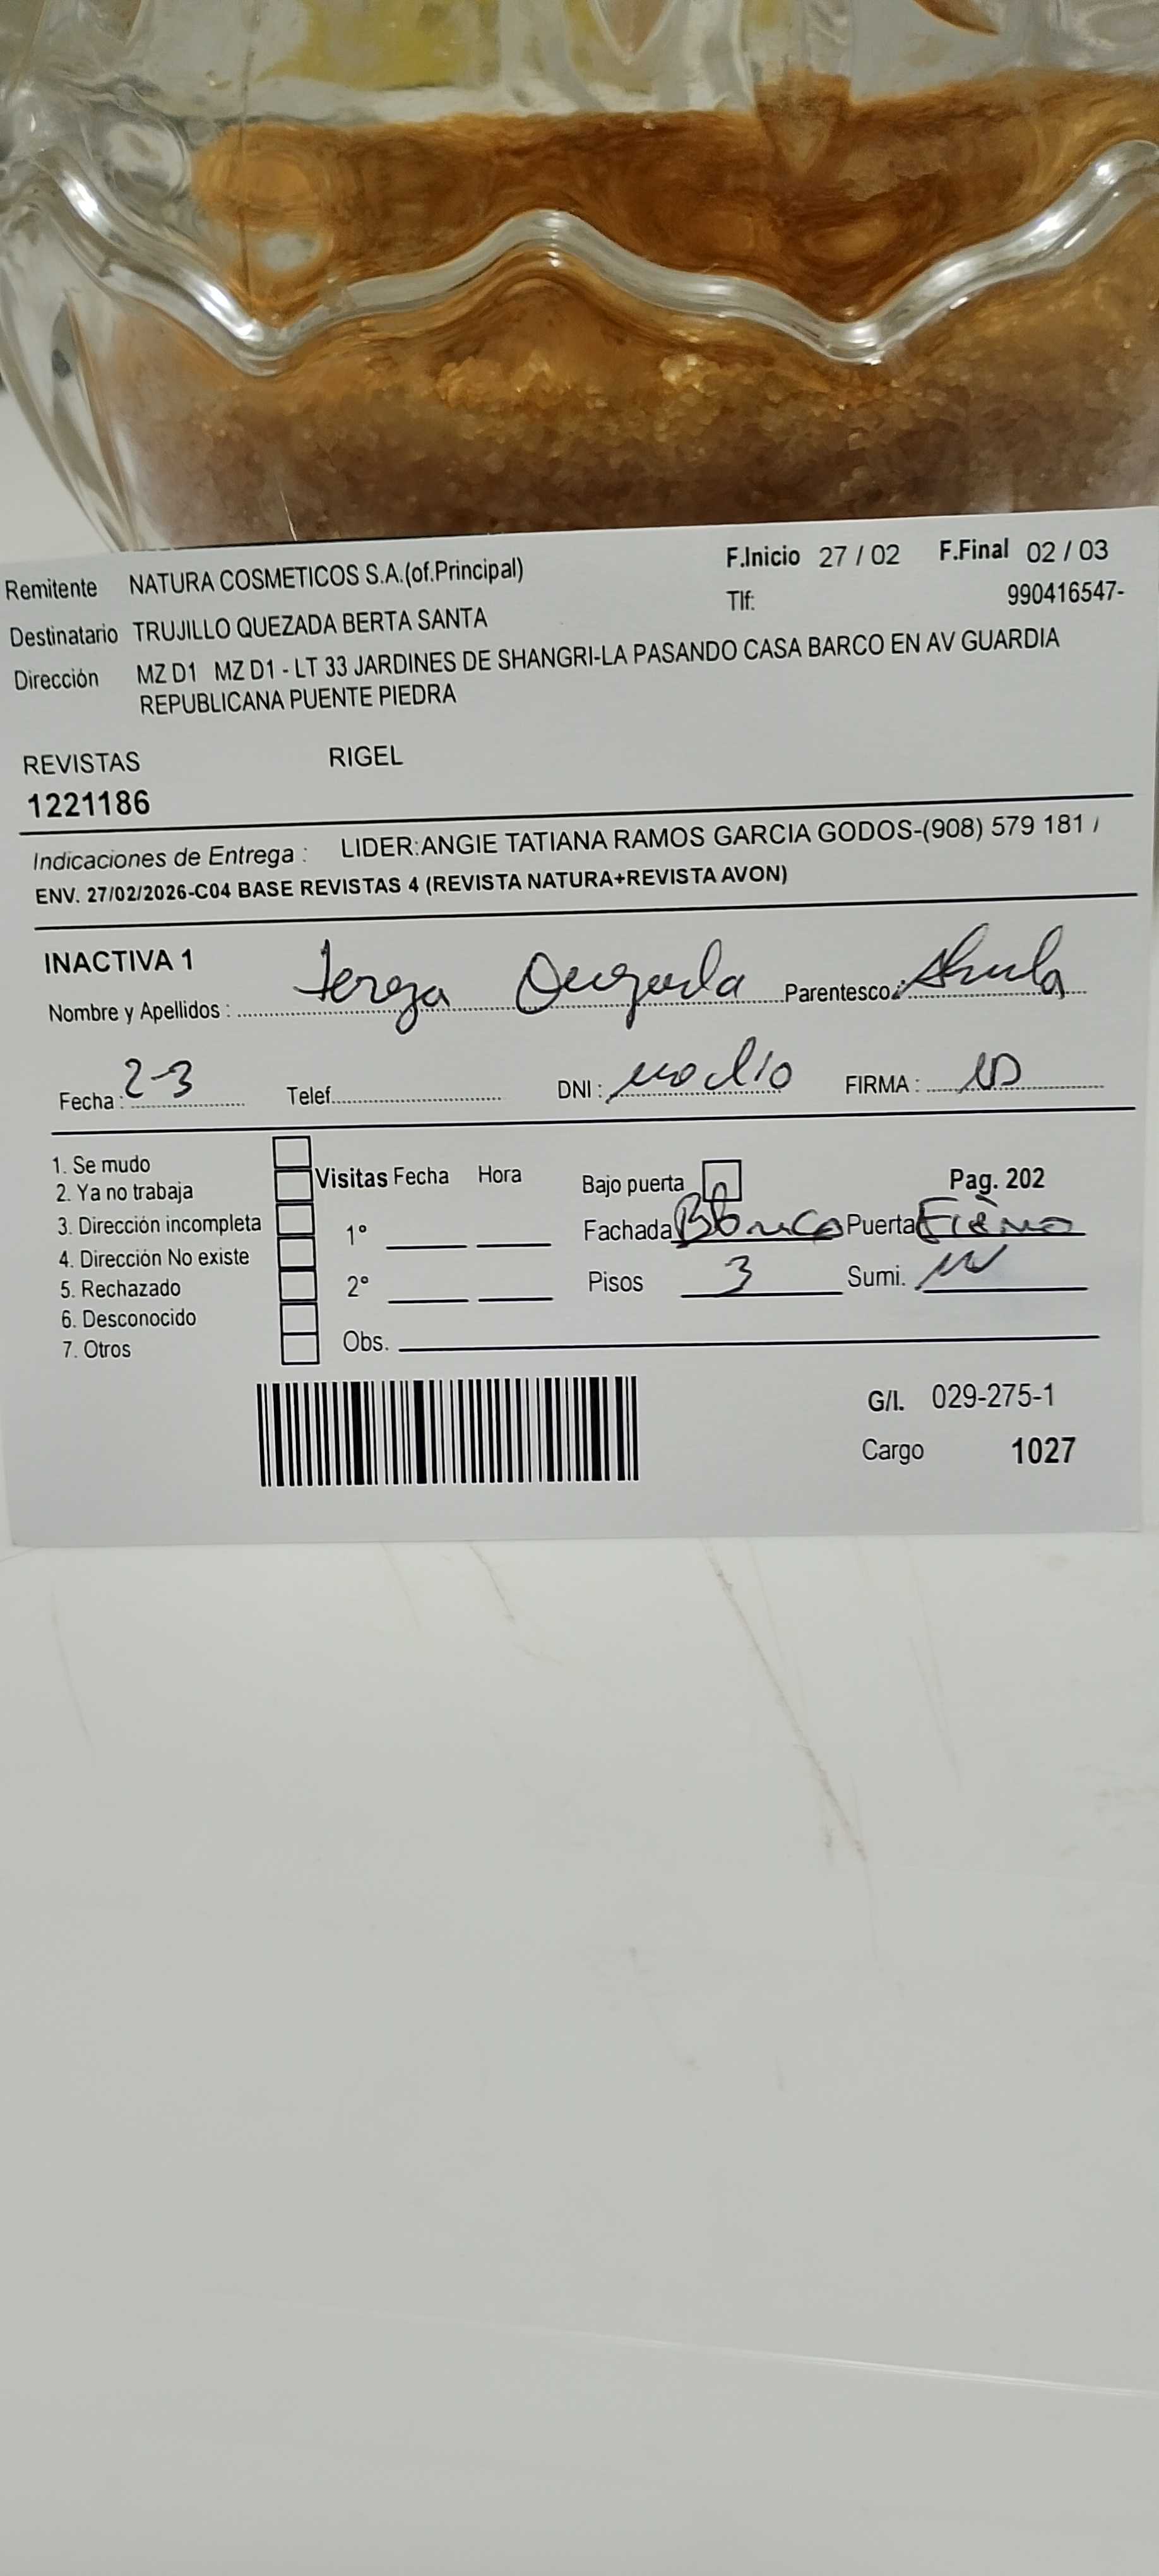 Remitente NATURA COSMETICOS S.A.(of.Principal) F.Inicio 27 / 02 F.Final 02 / 03
Destinatario TRUJILLO QUEZADA BERTA SANTA Tlf: 990416547-
Dirección MZ D1 MZ D1 - LT 33 JARDINES DE SHANGRI-LA PASANDO CASA BARCO EN AV GUARDIA
REPUBLICANA PUENTE PIEDRA
REVISTAS RIGEL
1221186
Indicaciones de Entrega : LIDER:ANGIE TATIANA RAMOS GARCIA GODOS-(908) 579 181 /
ENV. 27/02/2026-C04 BASE REVISTAS 4 (REVISTA NATURA+REVISTA AVON)
INACTIVA 1
Nombre y Apellidos : Tereza Quezada Parentesco:
Fecha : 2-3 Telef. DNI : no dio FIRMA :
1. Se mudo
2. Ya no trabaja
3. Dirección incompleta
4. Dirección No existe
5. Rechazado
6. Desconocido
7. Otros
Visitas Fecha Hora
1°
2°
Obs.
Bajo puerta Pag. 202
Fachada Blanca Puerta Fierro
Pisos 3 Sumi.
G/I. 029-275-1
Cargo 1027